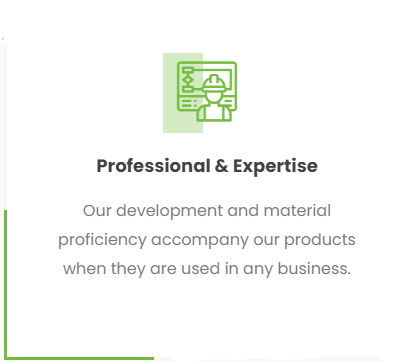 Professional & Expertise
Our development and material
proficiency accompany our products
when they are used in any business.